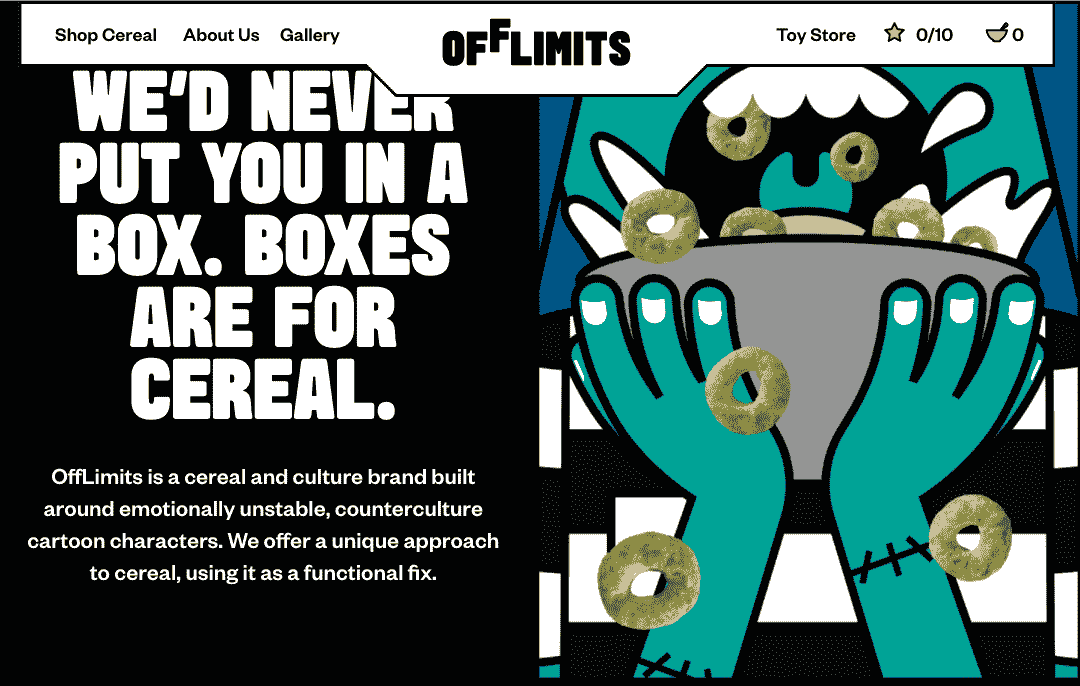 Shop Cereal
About Us
Gallery
OFFLIMITS
Toy Store
0/10
0
WE’D NEVER
PUT YOU IN A
BOX. BOXES
ARE FOR
CEREAL.
OffLimits is a cereal and culture brand built
around emotionally unstable, counterculture
cartoon characters. We offer a unique approach
to cereal, using it as a functional fix.